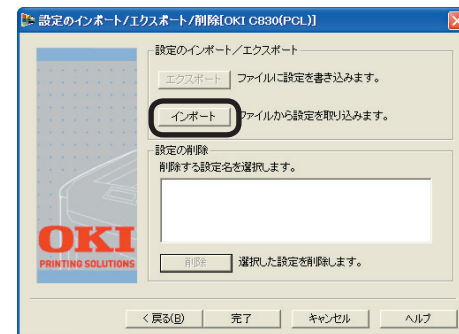 設定のインポート/エクスポート/削除[OKI C830(PCL)]
設定のインポート/エクスポート
エクスポート ファイルに設定を書き込みます。
インポート ファイルから設定を取り込みます。
設定の削除
削除する設定名を選択します。
OKI
PRINTING SOLUTIONS
削除 選択した設定を削除します。
< 戻る(B) 完了 キャンセル ヘルプ